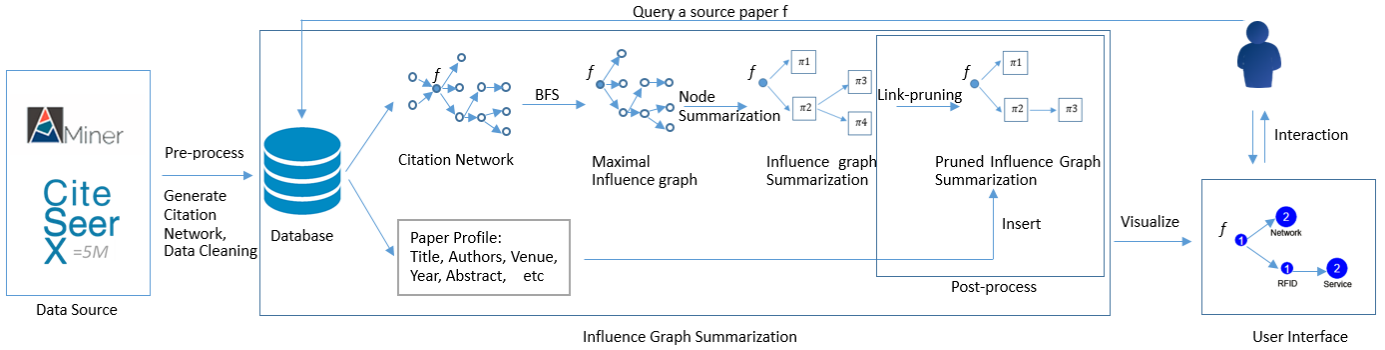 Query a source paper f
AMiner
Cite
Seer
X =5M
Data Source
Pre-process
Generate
Citation
Network,
Data Cleaning
Database
f
Citation Network
BFS
f
Maximal
Influence graph
Node
Summarization
f
π1
π2
π3
π4
Influence graph
Summarization
Link-pruning
f
π1
π2
π3
Pruned Influence Graph
Summarization
Paper Profile:
Title, Authors, Venue,
Year, Abstract, etc
Insert
Post-process
Influence Graph Summarization
Visualize
Interaction
f
1
2
Network
1
RFID
2
Service
User Interface